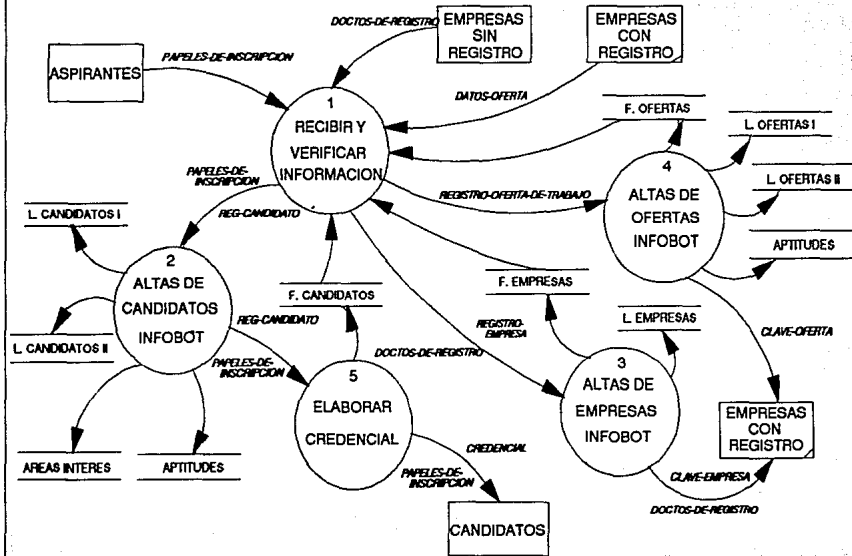 DOCTOS-DE-REGISTRO
EMPRESAS
SIN
REGISTRO
EMPRESAS
CON
REGISTRO
ASPIRANTES
PAPELES-DE-INSCRIPCION
DATOS-OFERTA
1
RECIBIR Y
VERIFICAR
INFORMACION
F. OFERTAS
L. OFERTAS I
4
ALTAS DE
OFERTAS
INFOBOT
L. OFERTAS II
APTITUDES
PAPELES-DE-
INSCRIPCION
REG-CANDIDATO
REGISTRO-OFERTA-DE-TRABAJO
L. CANDIDATOS I
2
ALTAS DE
CANDIDATOS
INFOBOT
L. CANDIDATOS II
F. CANDIDATOS
REG-CANDIDATO
PAPELES-DE-
INSCRIPCION
F. EMPRESAS
L. EMPRESAS
REGISTRO-
EMPRESA
DOCTOS-DE-REGISTRO
CLAVE-OFERTA
5
ELABORAR
CREDENCIAL
3
ALTAS DE
EMPRESAS
INFOBOT
EMPRESAS
CON
REGISTRO
AREAS INTERES
APTITUDES
CREDENCIAL
PAPELES-DE-
INSCRIPCION
CLAVE-EMPRESA
DOCTOS-DE-REGISTRO
CANDIDATOS